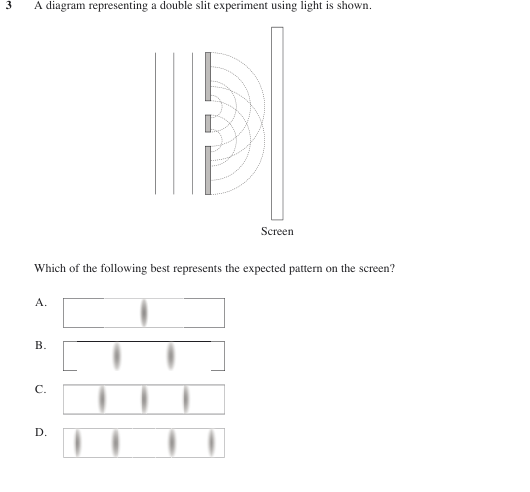 3 A diagram representing a double slit experiment using light is shown.
Screen
Which of the following best represents the expected pattern on the screen?
A.
B.
C.
D.